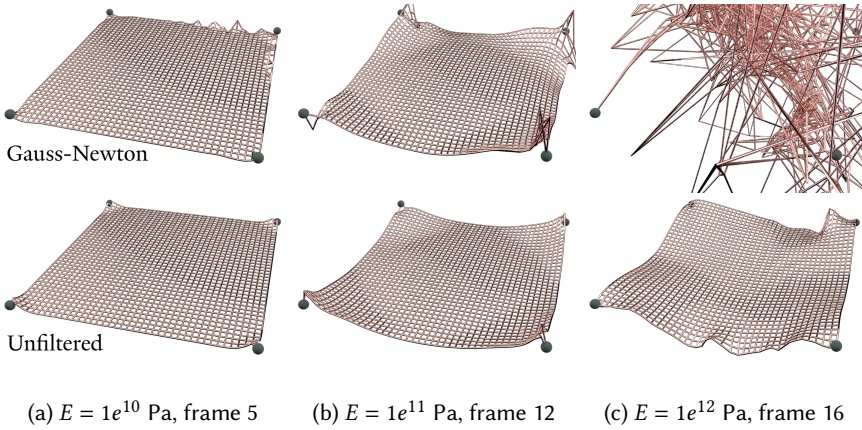 Gauss-Newton
Unfiltered
(a) E = 1e¹⁰ Pa, frame 5
(b) E = 1e¹¹ Pa, frame 12
(c) E = 1e¹² Pa, frame 16